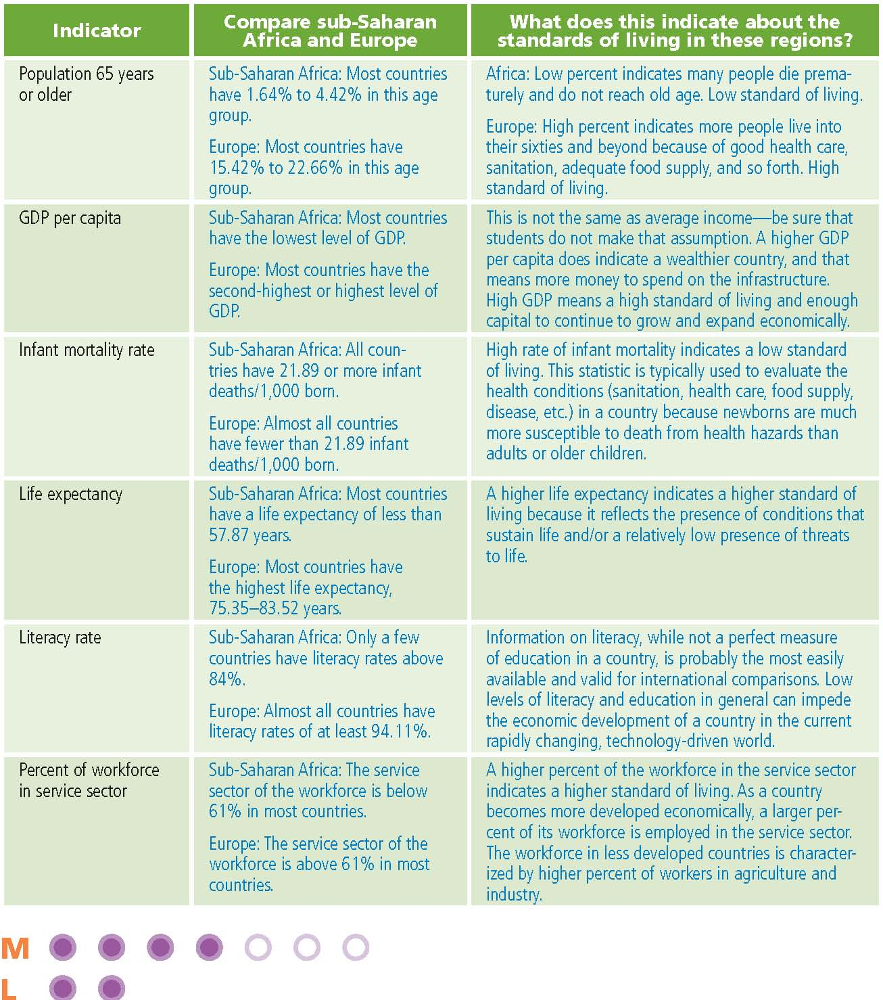 Indicator
Compare sub-Saharan
Africa and Europe
What does this indicate about the
standards of living in these regions?
Population 65 years
or older
Sub-Saharan Africa: Most countries
have 1.64% to 4.42% in this age
group.
Europe: Most countries have
15.42% to 22.66% in this age
group.
Africa: Low percent indicates many people die prema-
turely and do not reach old age. Low standard of living.
Europe: High percent indicates more people live into
their sixties and beyond because of good health care,
sanitation, adequate food supply, and so forth. High
standard of living.
GDP per capita
Sub-Saharan Africa: Most countries
have the lowest level of GDP.
Europe: Most countries have the
second-highest or highest level of
GDP.
This is not the same as average income—be sure that
students do not make that assumption. A higher GDP
per capita does indicate a wealthier country, and that
means more money to spend on the infrastructure.
High GDP means a high standard of living and enough
capital to continue to grow and expand economically.
Infant mortality rate
Sub-Saharan Africa: All coun-
tries have 21.89 or more infant
deaths/1,000 born.
Europe: Almost all countries
have fewer than 21.89 infant
deaths/1,000 born.
High rate of infant mortality indicates a low standard
of living. This statistic is typically used to evaluate the
health conditions (sanitation, health care, food supply,
disease, etc.) in a country because newborns are much
more susceptible to death from health hazards than
adults or older children.
Life expectancy
Sub-Saharan Africa: Most countries
have a life expectancy of less than
57.87 years.
Europe: Most countries have
the highest life expectancy,
75.35–83.52 years.
A higher life expectancy indicates a higher standard of
living because it reflects the presence of conditions that
sustain life and/or a relatively low presence of threats
to life.
Literacy rate
Sub-Saharan Africa: Only a few
countries have literacy rates above
84%.
Europe: Almost all countries have
literacy rates of at least 94.11%.
Information on literacy, while not a perfect measure
of education in a country, is probably the most easily
available and valid for international comparisons. Low
levels of literacy and education in general can impede
the economic development of a country in the current
rapidly changing, technology-driven world.
Percent of workforce
in service sector
Sub-Saharan Africa: The service
sector of the workforce is below
61% in most countries.
Europe: The service sector of the
workforce is above 61% in most
countries.
A higher percent of the workforce in the service sector
indicates a higher standard of living. As a country
becomes more developed economically, a larger per-
cent of its workforce is employed in the service sector.
The workforce in less developed countries is character-
ized by higher percent of workers in agriculture and
industry.
M
L